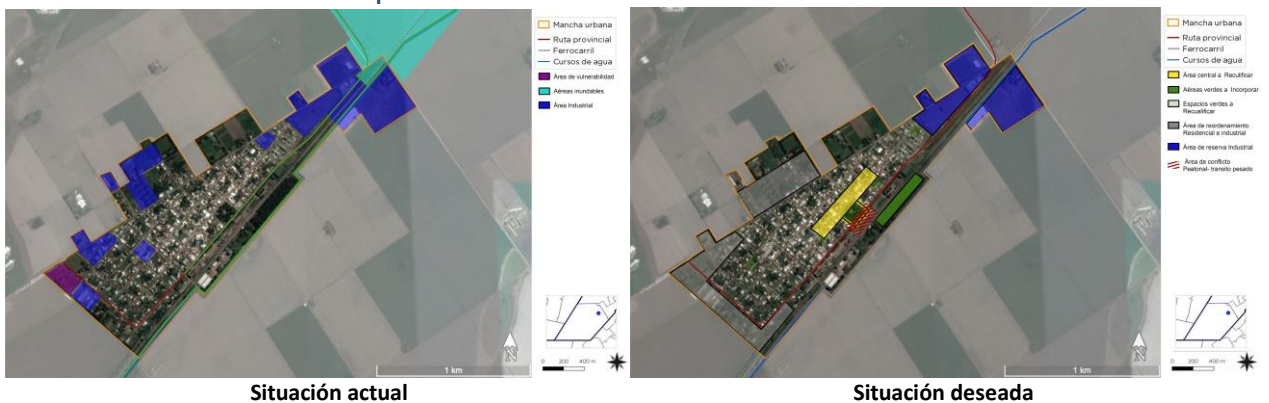 Mancha urbana
Ruta provincial
Ferrocarril
Cursos de agua
Área de vulnerabilidad
Aéreas inundables
Área Industrial
N
1 km
0 200 400 m
Situación actual
Mancha urbana
Ruta provincial
Ferrocarril
Cursos de agua
Área central a Reculificar
Aéreas verdes a Incorporar
Espacios verdes a
Recualificar
Área de reordenamiento
Residencial e industrial
Área de reserva Industrial
Área de conflicto
Peatonal- transito pesado
N
1 km
0 200 400 m
Situación deseada